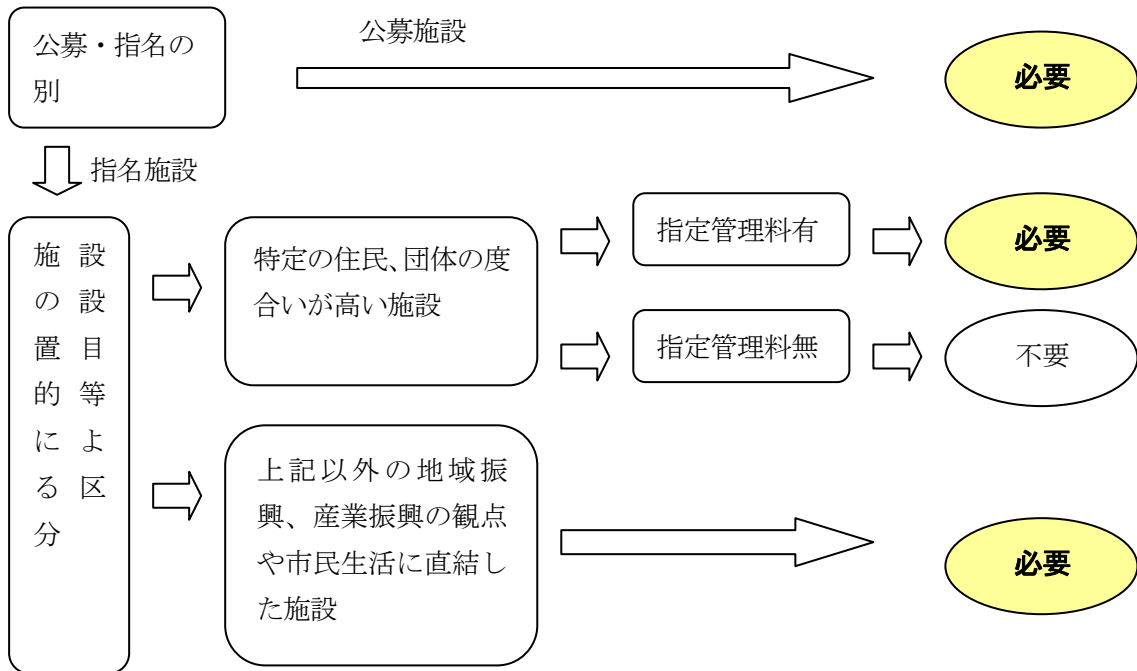 公募・指名の
別
公募施設
必要
指名施設
施設
の設
置目
的等
によ
る区
分
特定の住民、団体の度
合いが高い施設
指定管理料有
必要
指定管理料無
不要
上記以外の地域振
興、産業振興の観点
や市民生活に直結し
た施設
必要